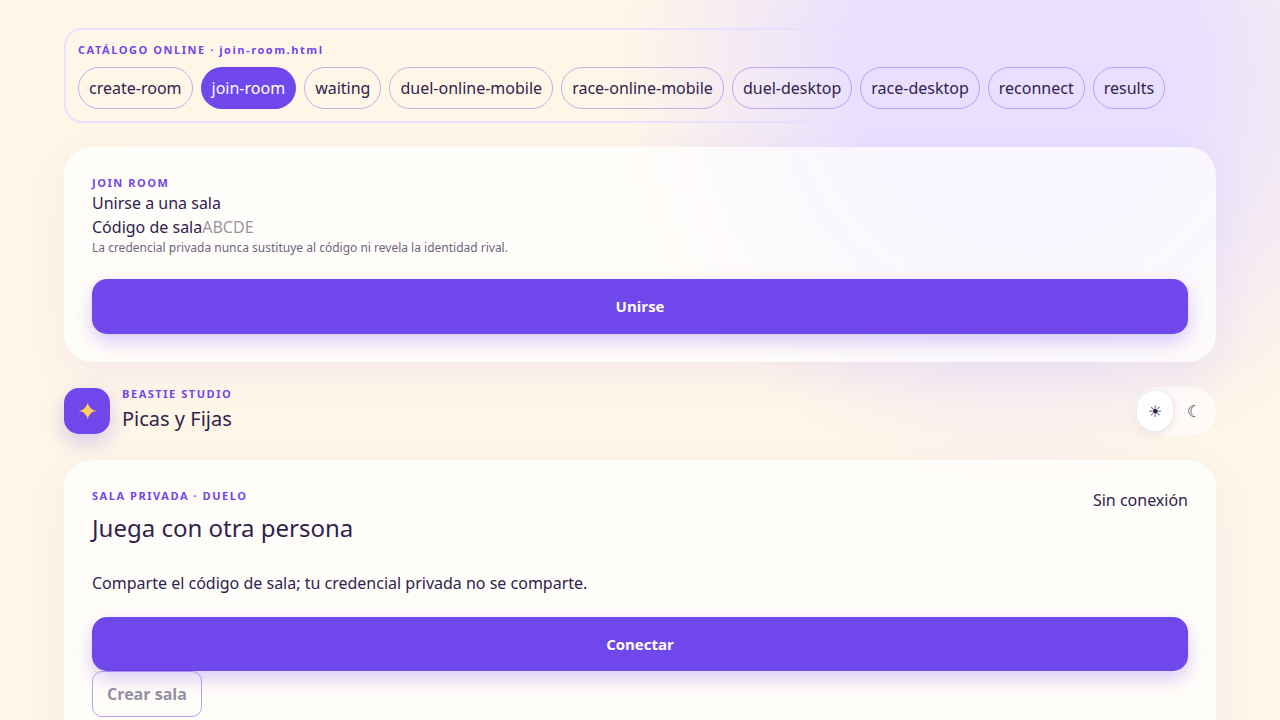 CATÁLOGO ONLINE · join-room.html
create-room join-room waiting duel-online-mobile race-online-mobile duel-desktop race-desktop reconnect results
JOIN ROOM
Unirse a una sala
Código de salaABCDE
La credencial privada nunca sustituye al código ni revela la identidad rival.
Unirse
BEASTIE STUDIO
Picas y Fijas
SALA PRIVADA · DUELO
Sin conexión
Juega con otra persona
Comparte el código de sala; tu credencial privada no se comparte.
Conectar
Crear sala